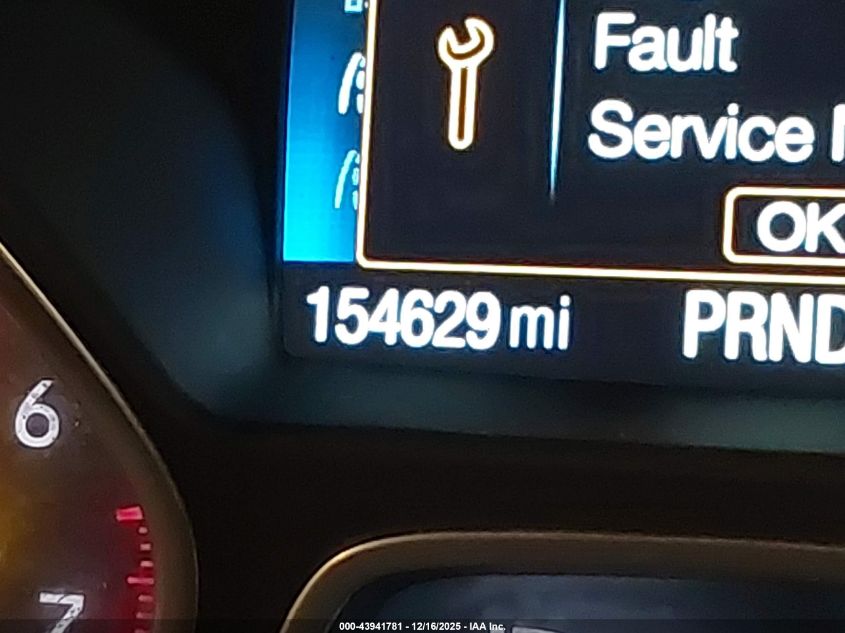 Fault
Service
OK
154629 mi
PRND
6
7
000-43941781 - 12/16/2025 - IAA Inc.